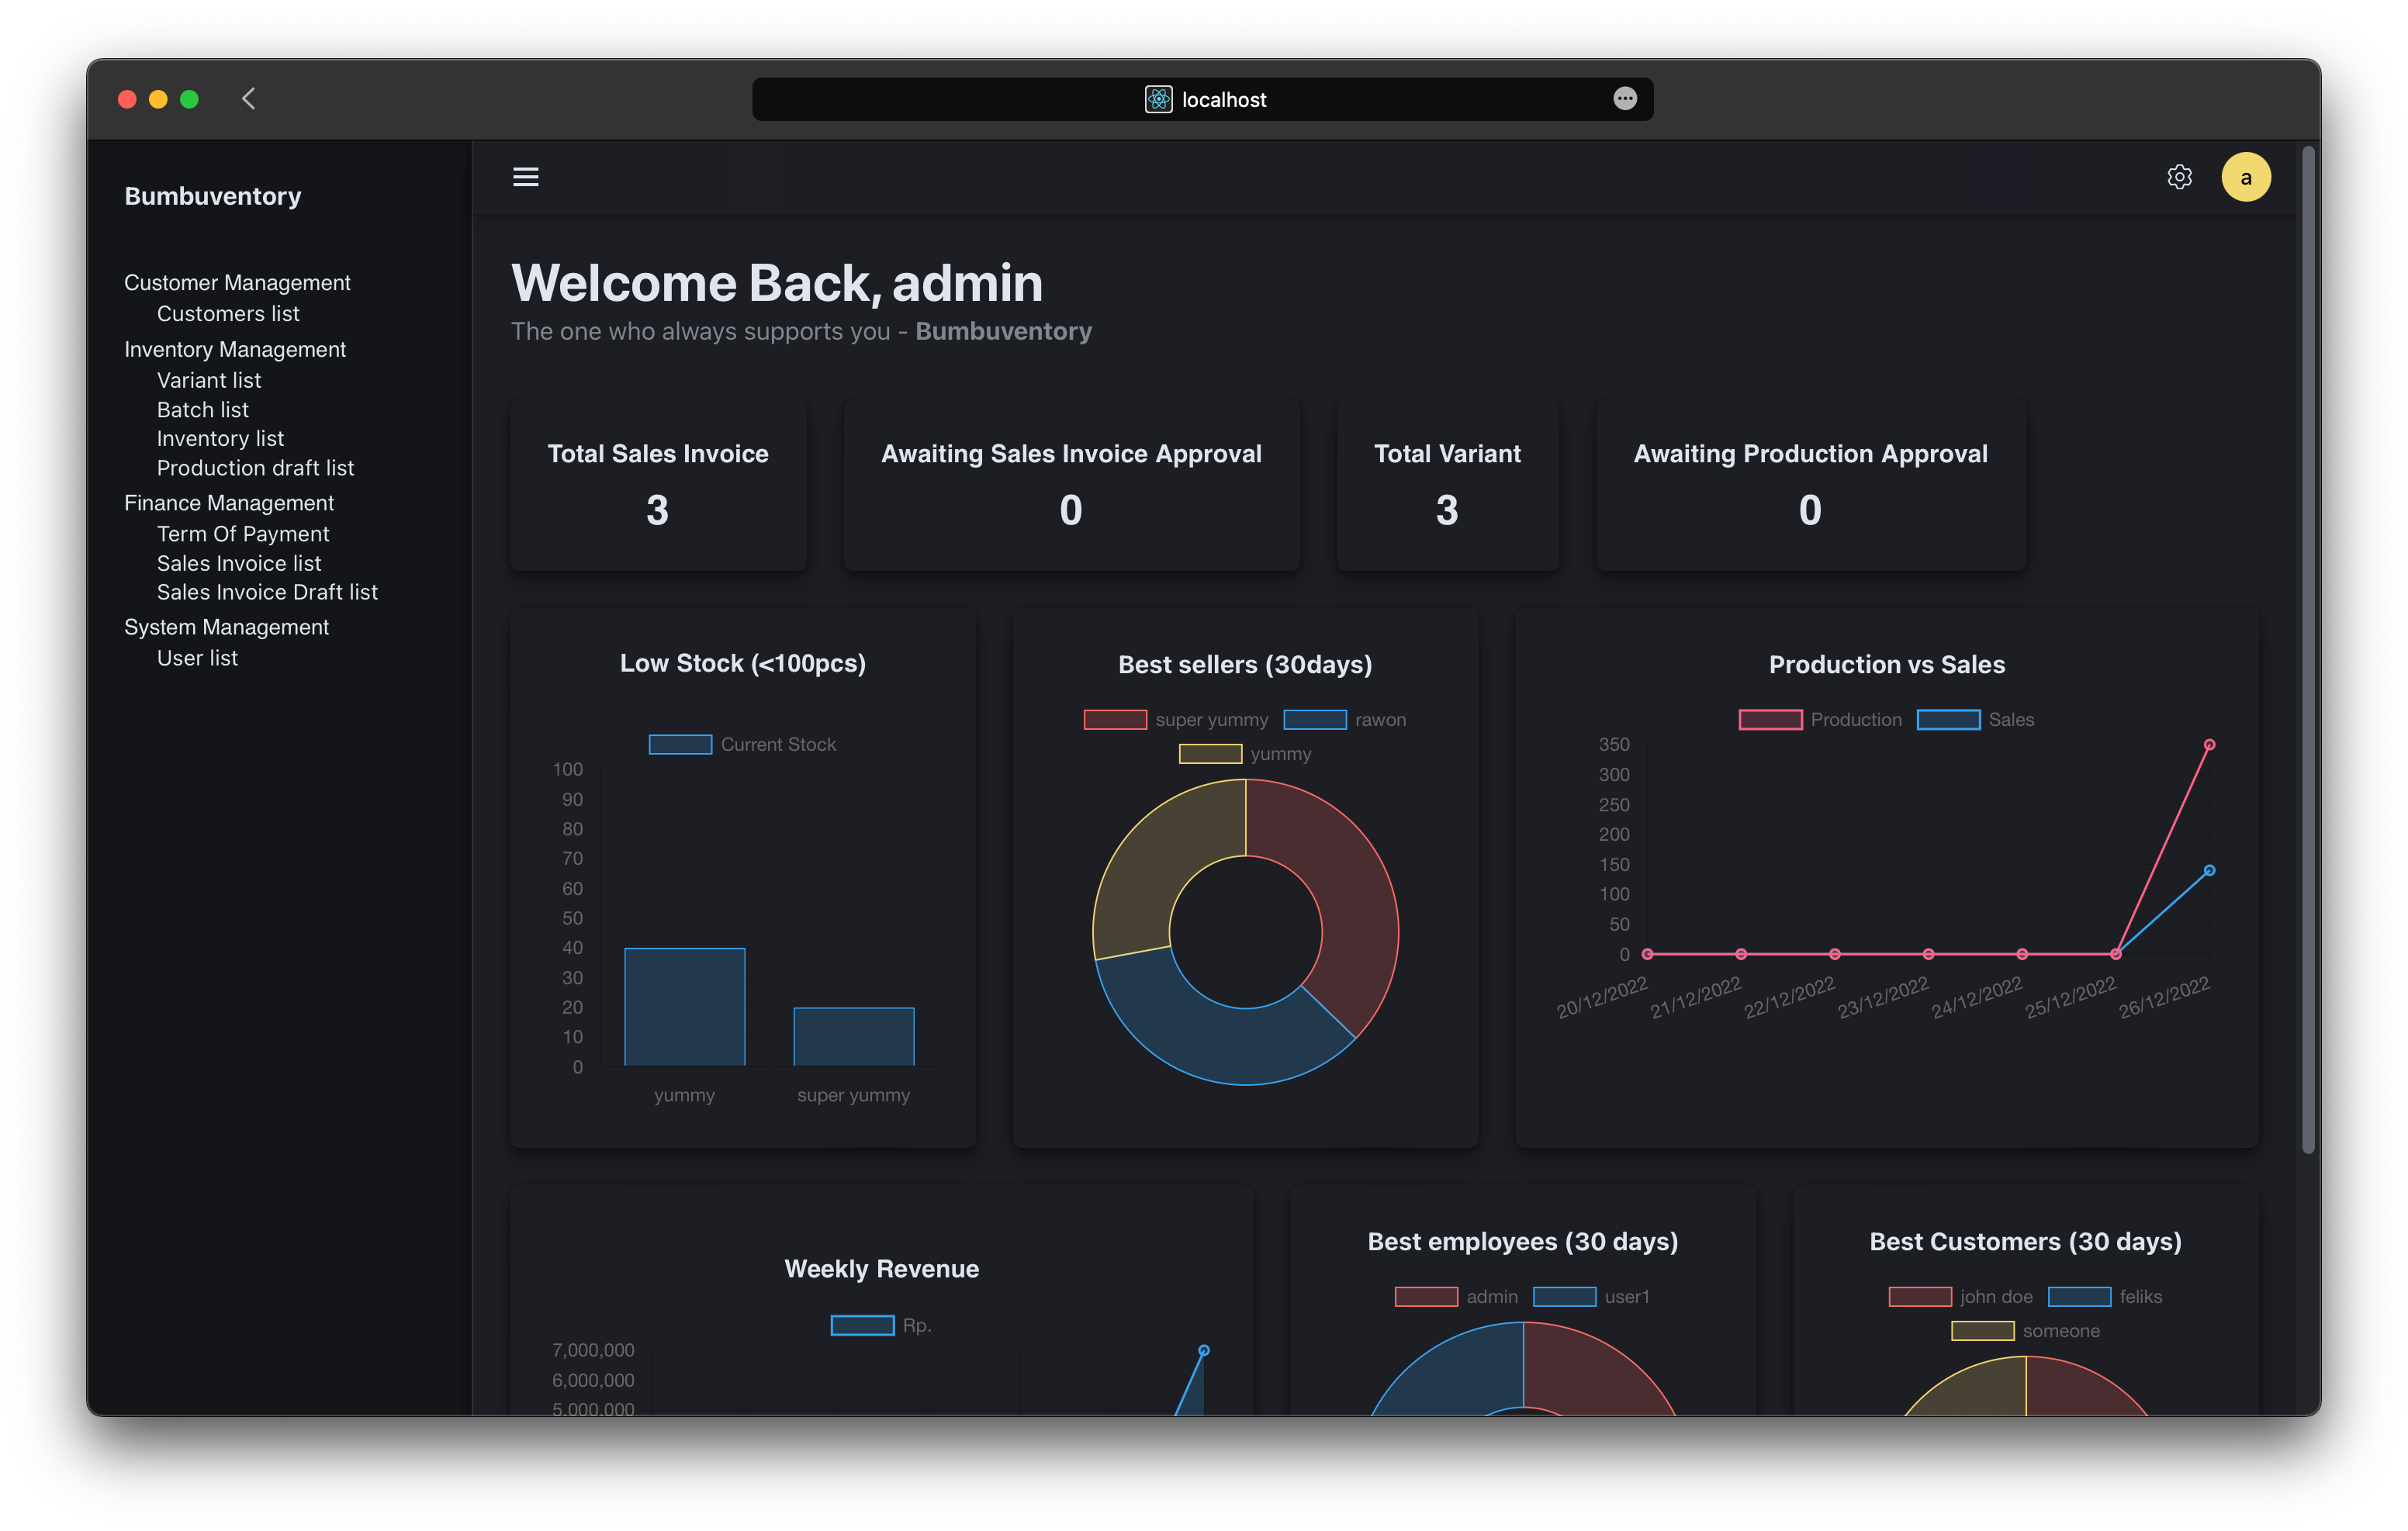 localhost
Bumbuventory
a
Customer Management
Customers list
Inventory Management
Variant list
Batch list
Inventory list
Production draft list
Finance Management
Term Of Payment
Sales Invoice list
Sales Invoice Draft list
System Management
User list
Welcome Back, admin
The one who always supports you - Bumbuventory
Total Sales Invoice
3
Awaiting Sales Invoice Approval
0
Total Variant
3
Awaiting Production Approval
0
Low Stock (<100pcs)
Current Stock
100
90
80
70
60
50
40
30
20
10
0
yummy super yummy
Best sellers (30days)
super yummy rawon
yummy
Production vs Sales
Production Sales
350
300
250
200
150
100
50
0
20/12/2022 21/12/2022 22/12/2022 23/12/2022 24/12/2022 25/12/2022 26/12/2022
Weekly Revenue
Rp.
7,000,000
6,000,000
5,000,000
Best employees (30 days)
admin user1
Best Customers (30 days)
john doe feliks
someone